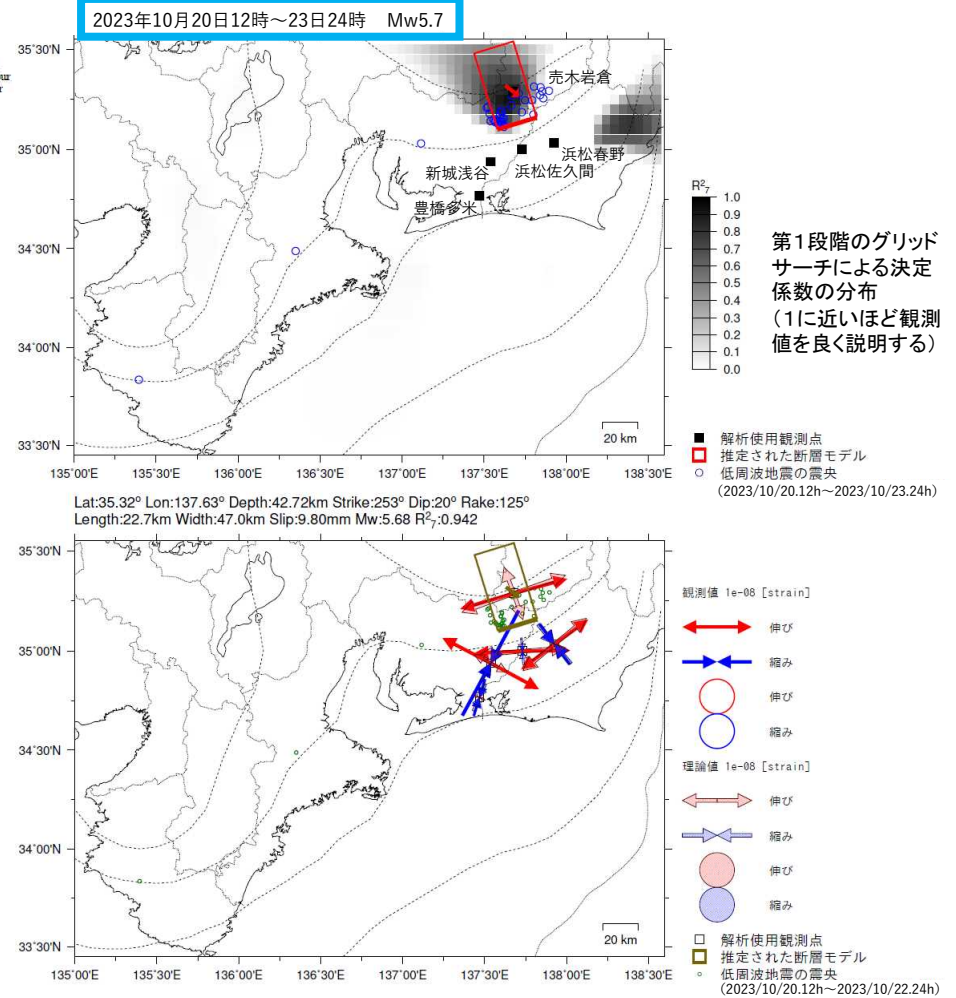 2023年10月20日12時～23日24時　Mw5.7
35°30'N
35°00'N
34°30'N
34°00'N
33°30'N
135°00'E
135°30'E
136°00'E
136°30'E
137°00'E
137°30'E
138°00'E
138°30'E
売木岩倉
浜松春野
新城浅谷
浜松佐久間
豊橋多米
20 km
R²₇
1.0
0.9
0.8
0.7
0.6
0.5
0.4
0.3
0.2
0.1
0.0
第1段階のグリッド
サーチによる決定
係数の分布
（1に近いほど観測
値を良く説明する）
解析使用観測点
推定された断層モデル
低周波地震の震央
(2023/10/20.12h～2023/10/23.24h)
Lat:35.32° Lon:137.63° Depth:42.72km Strike:253° Dip:20° Rake:125°
Length:22.7km Width:47.0km Slip:9.80mm Mw:5.68 R²₇:0.942
35°30'N
35°00'N
34°30'N
34°00'N
33°30'N
135°00'E
135°30'E
136°00'E
136°30'E
137°00'E
137°30'E
138°00'E
138°30'E
20 km
観測値 1e-08 [strain]
伸び
縮み
伸び
縮み
理論値 1e-08 [strain]
伸び
縮み
伸び
縮み
解析使用観測点
推定された断層モデル
低周波地震の震央
(2023/10/20.12h～2023/10/22.24h)